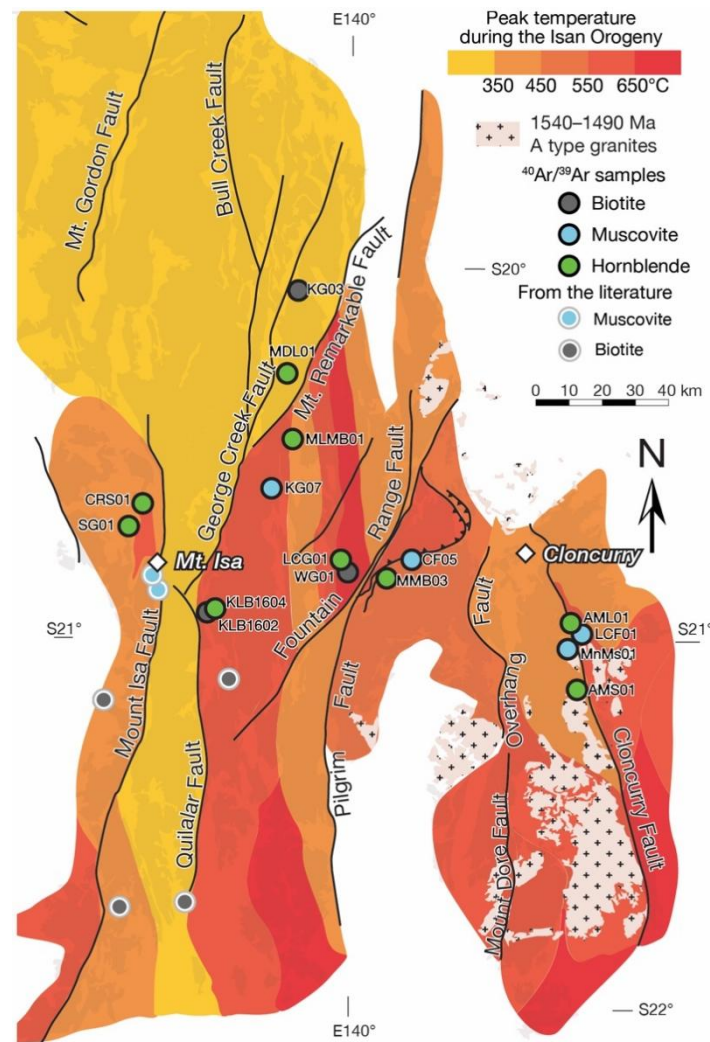 E140°
Peak temperature
during the Isan Orogeny
350 450 550 650°C
1540–1490 Ma
A type granites
⁴⁰Ar/³⁹Ar samples
Biotite
Muscovite
Hornblende
From the literature
Muscovite
Biotite
0 10 20 30 40 km
N
S20°
Mt. Gordon Fault
Bull Creek Fault
KG03
Mt. Remarkable Fault
MDL01
George Creek Fault
MLMB01
KG07
Range Fault
CRS01
SG01
Mt. Isa
LCG01
WG01
CF05
MMB03
Cloncurry
KLB1604
KLB1602
Fountain
S21°
AML01
LCF01
MnMs01
AMS01
S21°
Fault
Overhang
Mount Isa Fault
Fault
Pilgrim
Quilalar Fault
Cloncurry Fault
Mount Dore Fault
E140°
S22°